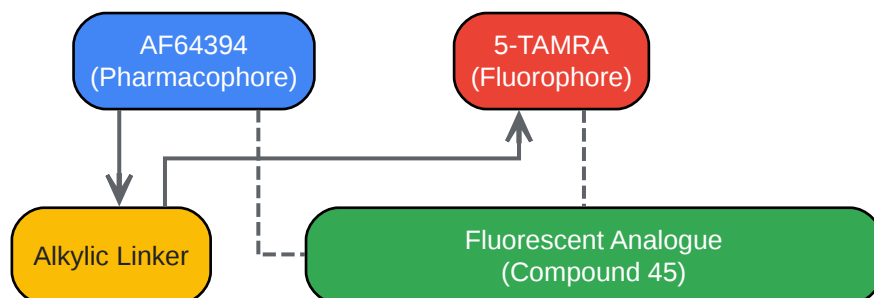 AF64394
(Pharmacophore)
5-TAMRA
(Fluorophore)
Alkylic Linker
Fluorescent Analogue
(Compound 45)